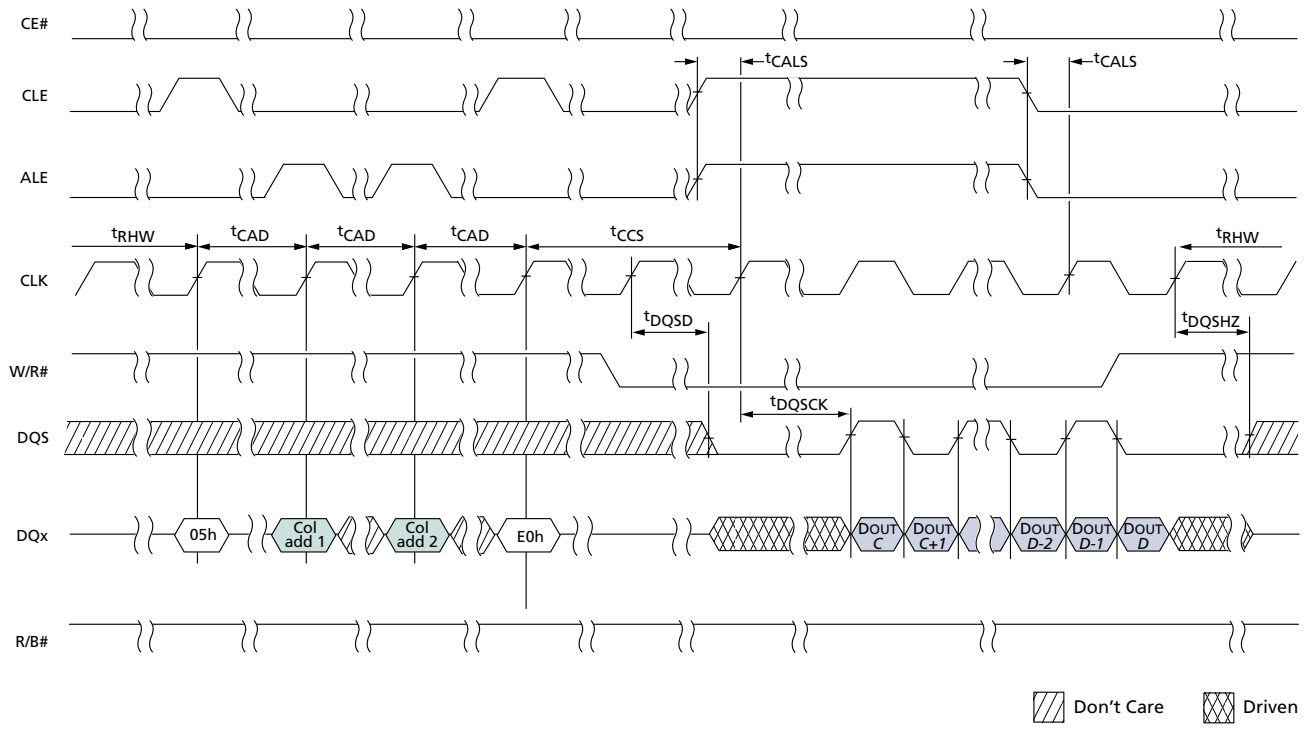 CE#
tCALS tCALS
CLE
ALE
tRHW tCAD tCAD tCAD tCCS tRHW
CLK
tDQSD tDQSHZ
W/R#
tDQSCK
DQS
DQx 05h Col add 1 Col add 2 E0h DOUT C DOUT C+1 DOUT D-2 DOUT D-1 DOUT D
R/B#
Don't Care Driven